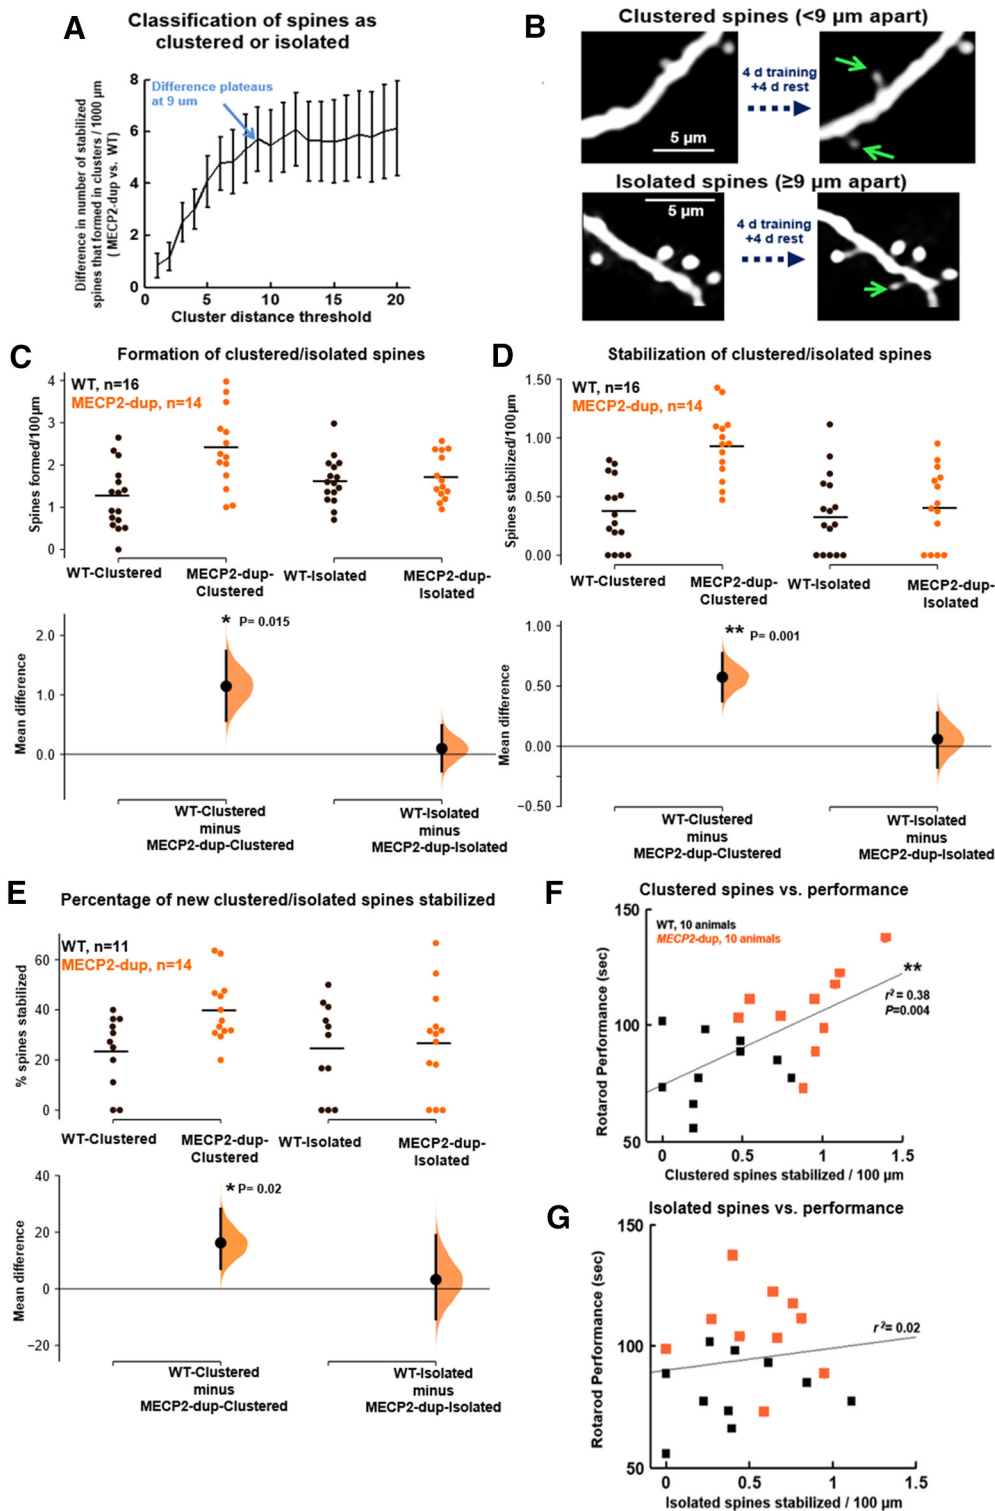 A
Classification of spines as
clustered or isolated
Difference in number of stabilized
spines that formed in clusters / 1000 µm
( MECP2-dup vs. WT)
8
6
4
2
0
Difference plateaus
at 9 um
0
5
10
15
20
Cluster distance threshold
B
Clustered spines (<9 µm apart)
4 d training
+4 d rest
5 µm
Isolated spines (≥9 µm apart)
5 µm
4 d training
+4 d rest
C
Formation of clustered/isolated spines
WT, n=16
MECP2-dup, n=14
Spines formed/100µm
4
3
2
1
0
WT-Clustered
MECP2-dup-
Clustered
WT-Isolated
MECP2-dup-
Isolated
* P= 0.015
Mean difference
2.0
1.0
0.0
WT-Clustered
minus
MECP2-dup-Clustered
WT-Isolated
minus
MECP2-dup-Isolated
D
Stabilization of clustered/isolated spines
WT, n=16
MECP2-dup, n=14
Spines stabilized/100µm
1.50
1.00
0.50
0.00
WT-Clustered
MECP2-dup-
Clustered
WT-Isolated
MECP2-dup-
Isolated
** P= 0.001
Mean difference
1.00
0.50
0.00
−0.50
WT-Clustered
minus
MECP2-dup-Clustered
WT-Isolated
minus
MECP2-dup-Isolated
E
Percentage of new clustered/isolated spines stabilized
WT, n=11
MECP2-dup, n=14
% spines stabilized
60
40
20
0
WT-Clustered
MECP2-dup-
Clustered
WT-Isolated
MECP2-dup-
Isolated
* P= 0.02
Mean difference
40
20
0
−20
WT-Clustered
minus
MECP2-dup-Clustered
WT-Isolated
minus
MECP2-dup-Isolated
F
Clustered spines vs. performance
WT, 10 animals
MECP2-dup, 10 animals
Rotarod Performance (sec)
150
100
50
**
r²= 0.38
P=0.004
0
0.5
1
1.5
Clustered spines stabilized / 100 µm
G
Isolated spines vs. performance
Rotarod Performance (sec)
150
100
50
r²= 0.02
0
0.5
1
1.5
Isolated spines stabilized / 100 µm